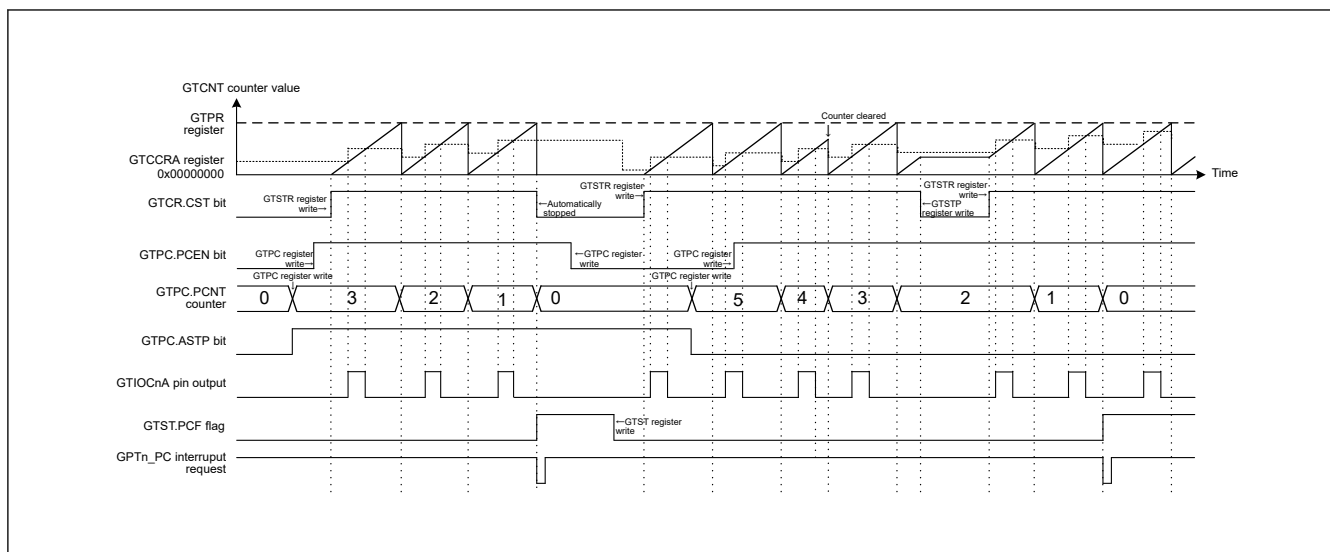 GTCNT counter value
GTPR
register
Counter cleared
GTCCRA register
0x00000000
Time
GTCR.CST bit
GTSTR register
write→
←Automatically
stopped
GTSTR register
write→
←GTSTP
register write
GTSTR register
write→
GTPC.PCEN bit
GTPC register
write→
←GTPC register
write
GTPC register
write→
GTPC register write
GTPC register write
GTPC.PCNT
counter
0 3 2 1 0 5 4 3 2 1 0
GTPC.ASTP bit
GTIOCnA pin output
GTST.PCF flag
←GTST register
write
GPTn_PC interruput
request